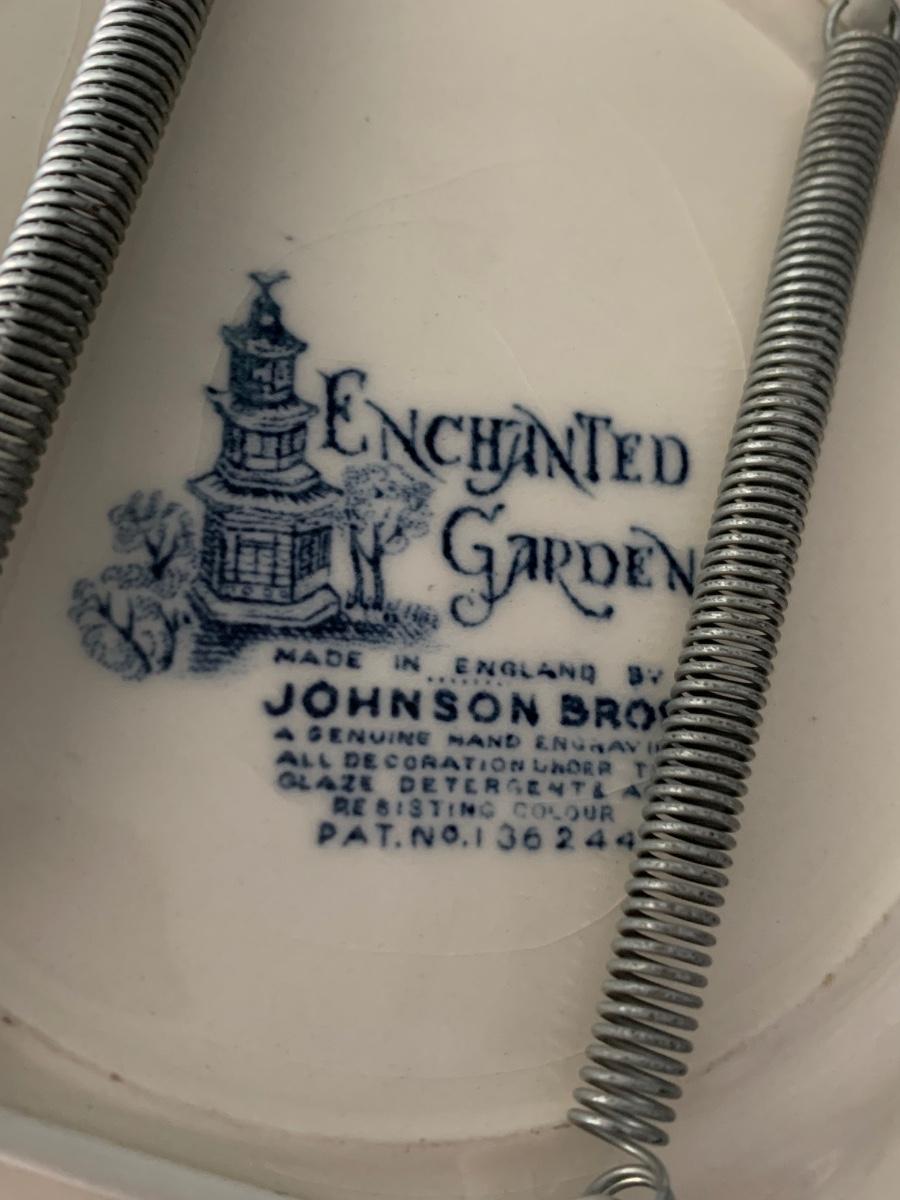 ENCHANTED
GARDEN
MADE IN ENGLAND BY
JOHNSON BROS
A GENUINE HAND ENGRAVIN
ALL DECORATION UNDER T
GLAZE DETERGENT & A
RESISTING COLOUR
PAT. No. 136244